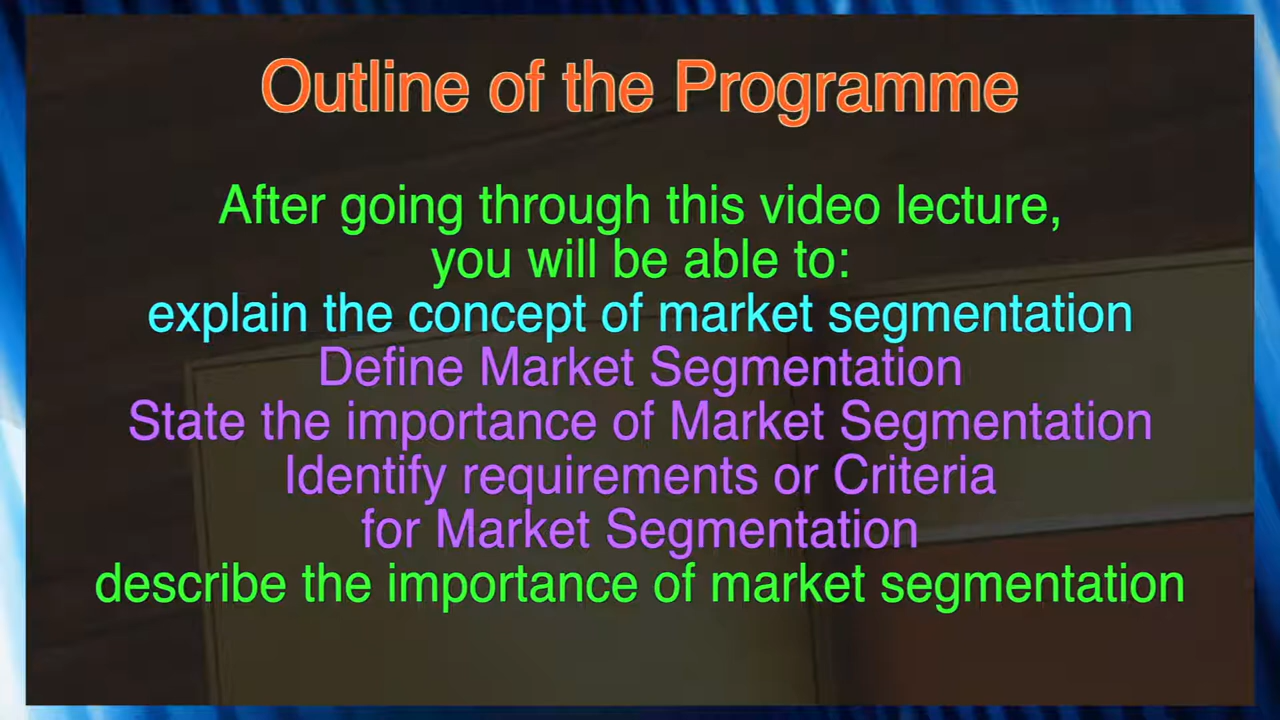 Outline of the Programme
After going through this video lecture,
you will be able to:
explain the concept of market segmentation
Define Market Segmentation
State the importance of Market Segmentation
Identify requirements or Criteria
for Market Segmentation
describe the importance of market segmentation